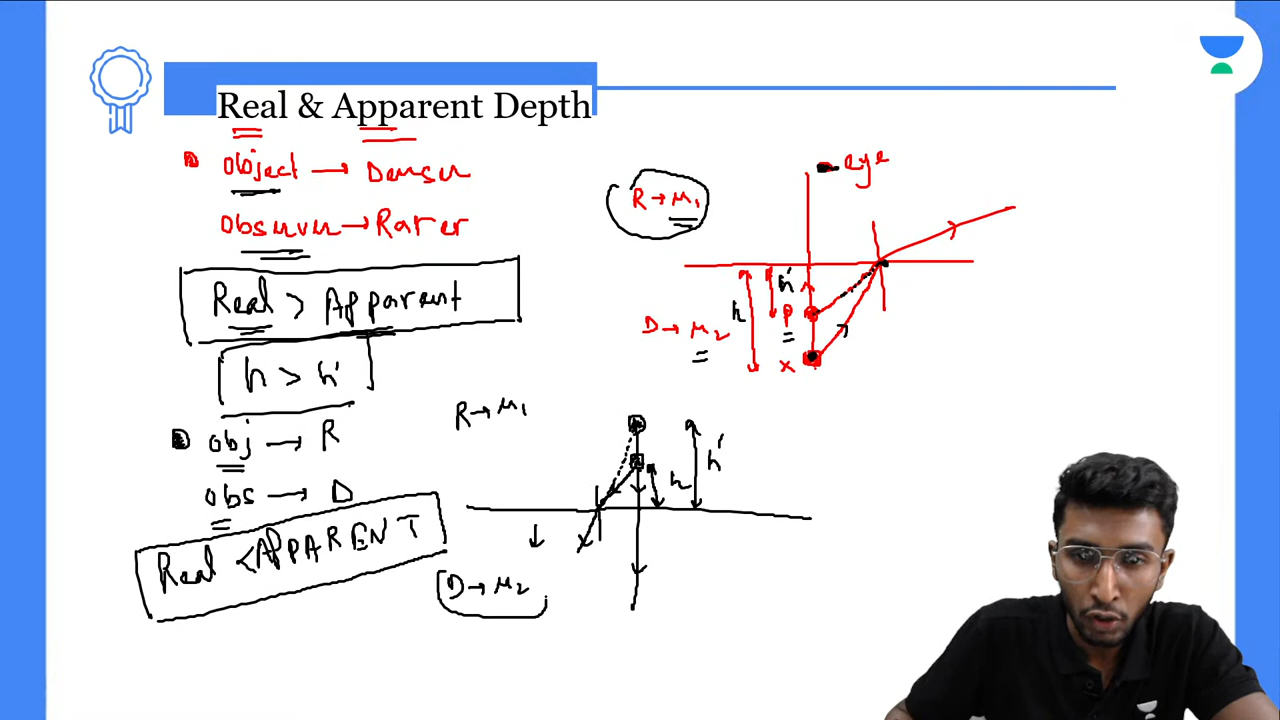 Real & Apparent Depth
object → Denser
Observer → Rarer
Real > Apparent
h > h'
obj → R
obs → D
Real < APPARENT
eye
R → μ₁
h'
h
P
D → μ₂
x
R → μ₁
h
h'
D → μ₂